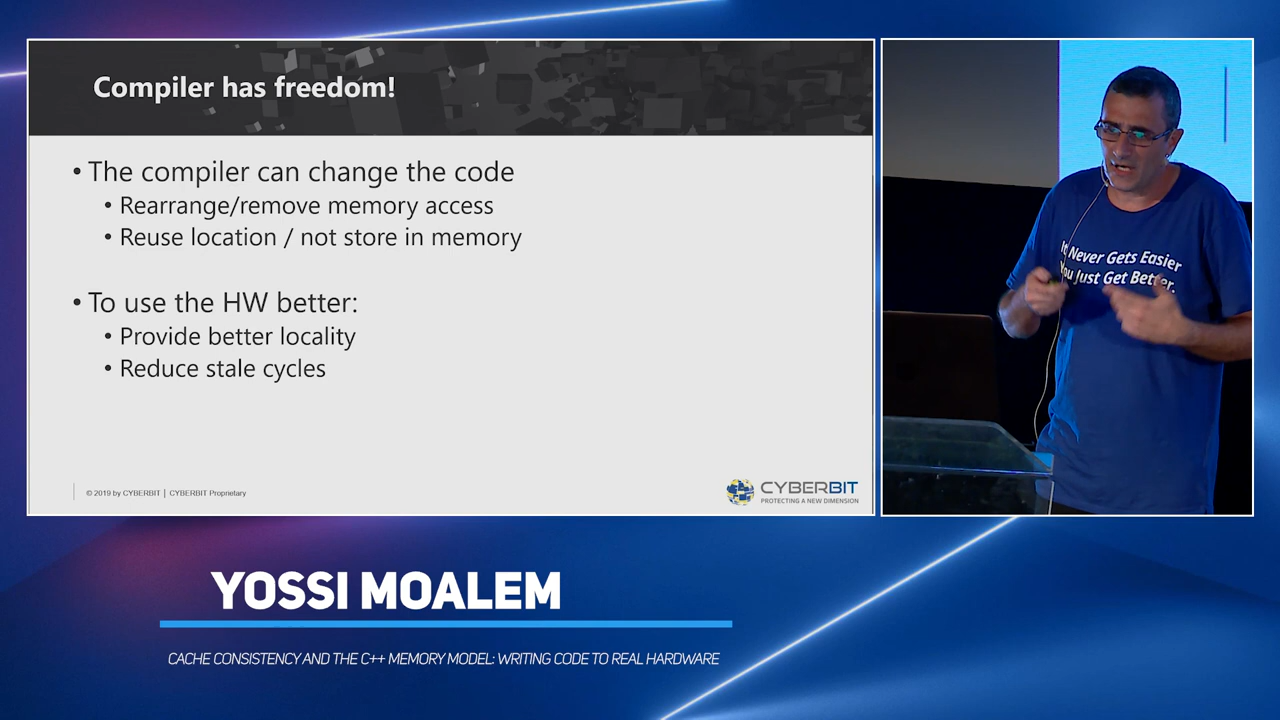 Compiler has freedom!
• The compiler can change the code
• Rearrange/remove memory access
• Reuse location / not store in memory
• To use the HW better:
• Provide better locality
• Reduce stale cycles
© 2019 by CYBERBIT | CYBERBIT Proprietary
CYBERBIT
PROTECTING A NEW DIMENSION
It Never Gets Easier
You Just Get Better.
YOSSI MOALEM
CACHE CONSISTENCY AND THE C++ MEMORY MODEL: WRITING CODE TO REAL HARDWARE